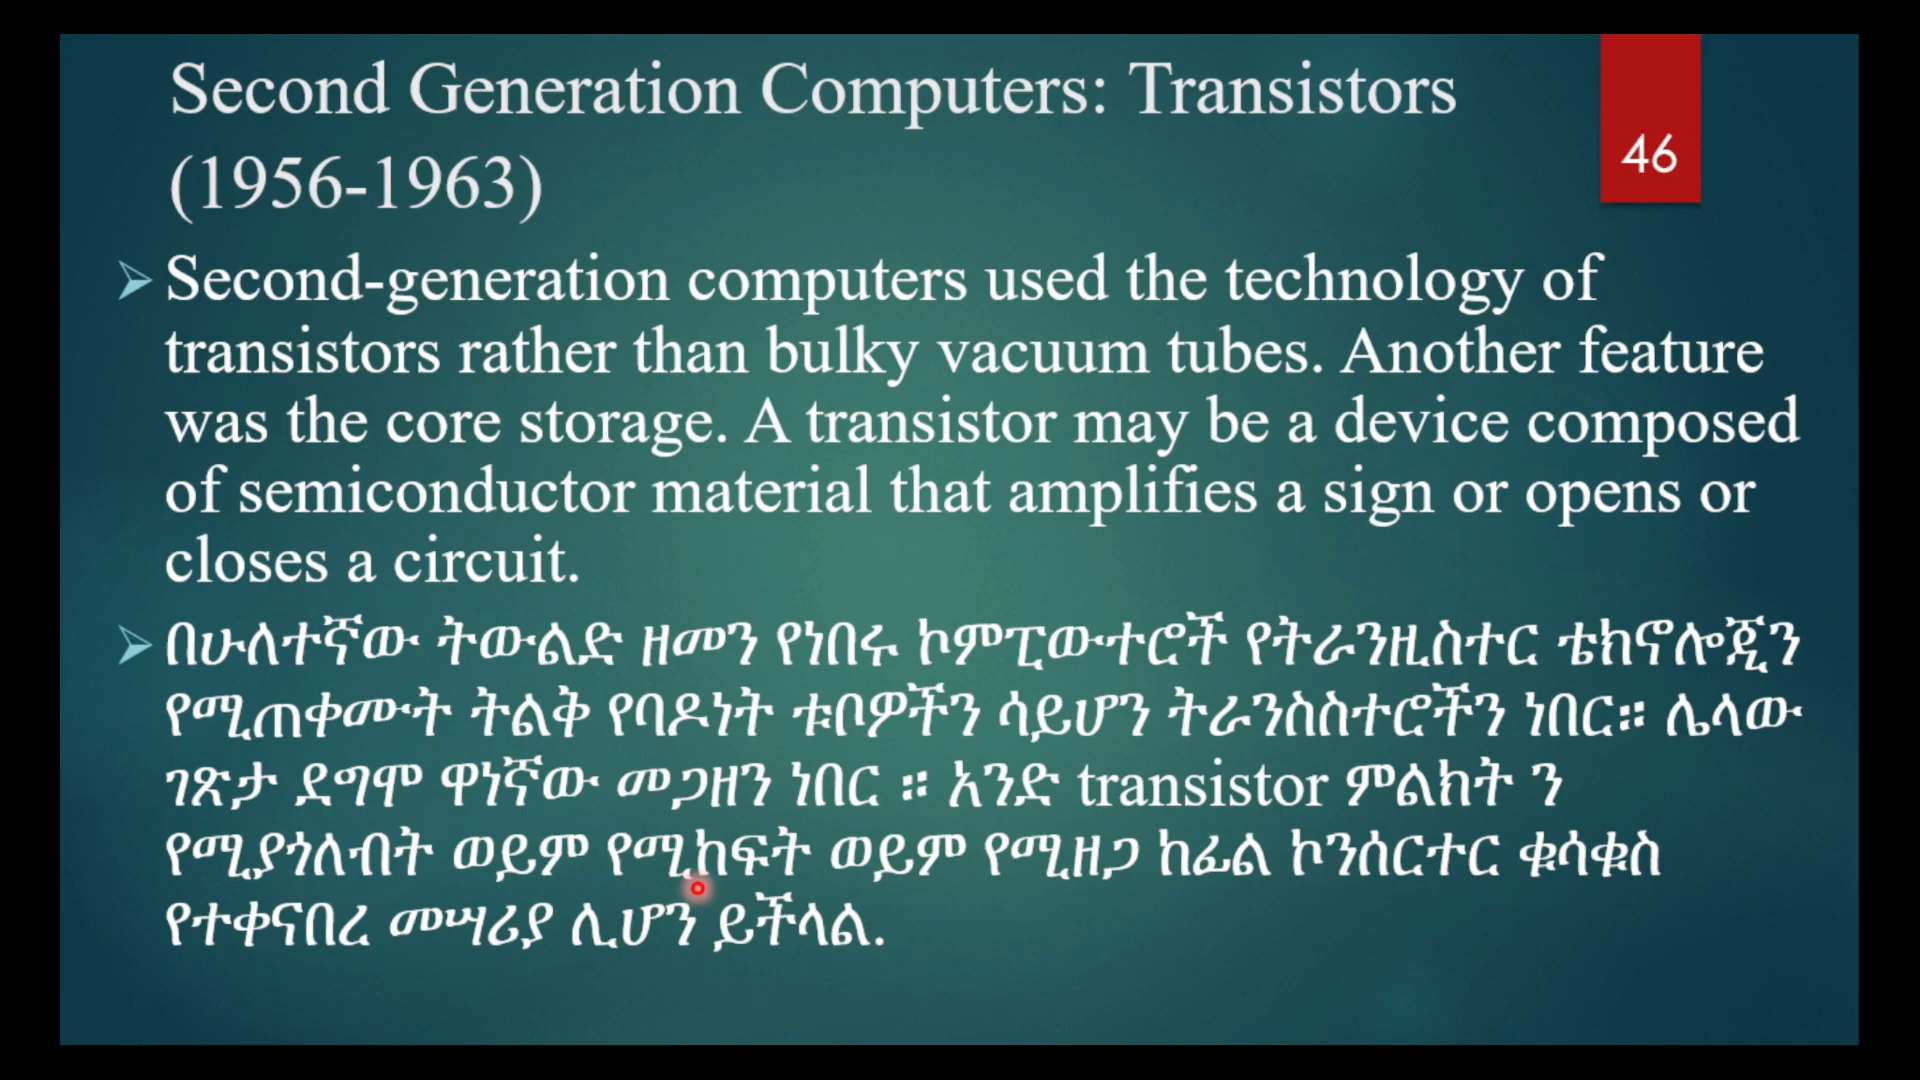 Second Generation Computers: Transistors
(1956-1963)
46
Second-generation computers used the technology of
transistors rather than bulky vacuum tubes. Another feature
was the core storage. A transistor may be a device composed
of semiconductor material that amplifies a sign or opens or
closes a circuit.
በሁለተኛው ትውልድ ዘመን የነበሩ ኮምፒውተሮች የትራንዚስተር ቴክኖሎጂን
የሚጠቀሙት ትልቅ የባዶነት ቱቦዎችን ሳይሆን ትራንስስተሮችን ነበር። ሌላው
ገጽታ ደግሞ ዋነኛው መጋዘን ነበር ። አንድ transistor ምልክት ን
የሚያጎለብት ወይም የሚከፍት ወይም የሚዘጋ ከፊል ኮንሰርተር ቁሳቁስ
የተቀናበረ መሣሪያ ሊሆን ይችላል.